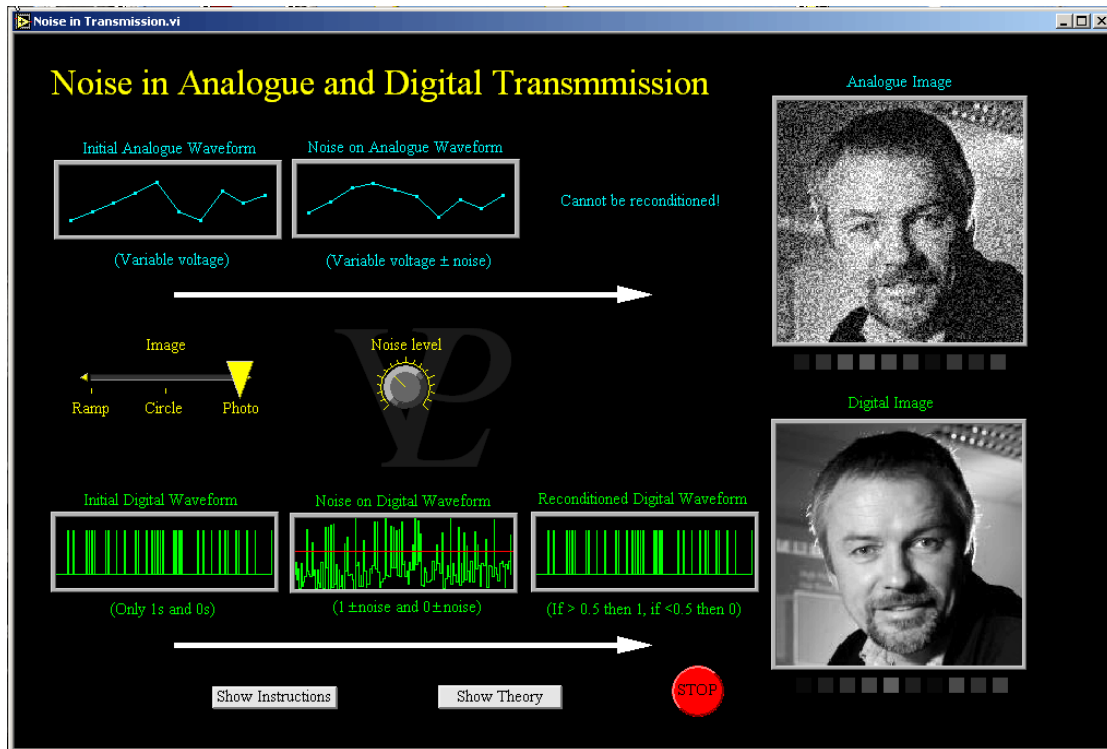 Noise in Transmission.vi
Noise in Analogue and Digital Transmmission
Analogue Image
Initial Analogue Waveform
Noise on Analogue Waveform
Cannot be reconditioned!
(Variable voltage)
(Variable voltage ± noise)
Image
Noise level
Ramp
Circle
Photo
VPL
Digital Image
Initial Digital Waveform
Noise on Digital Waveform
Reconditioned Digital Waveform
(Only 1s and 0s)
(1 ±noise and 0±noise)
(If > 0.5 then 1, if <0.5 then 0)
Show Instructions
Show Theory
STOP